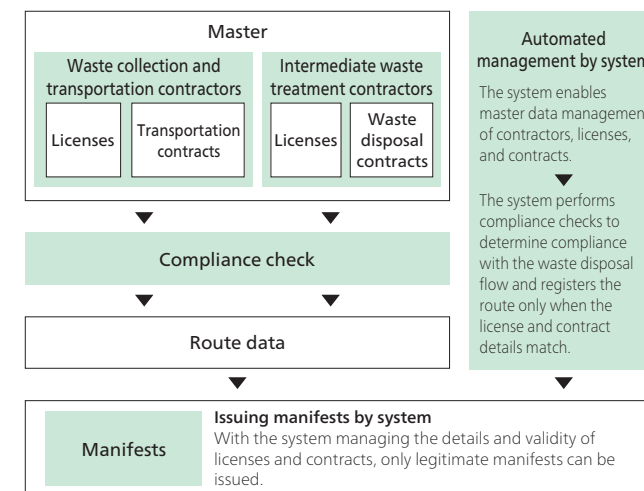 Master
Waste collection and
transportation contractors
Licenses
Transportation
contracts
Intermediate waste
treatment contractors
Licenses
Waste
disposal
contracts
Compliance check
Route data
Automated
management by system
The system enables
master data management
of contractors, licenses,
and contracts.
The system performs
compliance checks to
determine compliance
with the waste disposal
flow and registers the
route only when the
license and contract
details match.
Manifests
Issuing manifests by system
With the system managing the details and validity of
licenses and contracts, only legitimate manifests can be
issued.